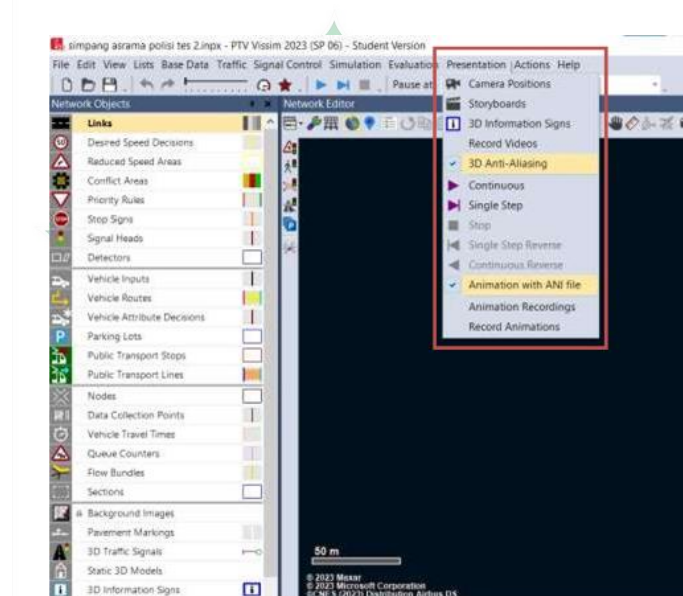 simpang asrama polisi tes 2.inpx - PTV Vissim 2023 (SP 06) - Student Version
File Edit View Lists Base Data Traffic Signal Control Simulation Evaluation Presentation Actions Help
Pause at
Network Objects
Network Editor
Links
Desired Speed Decisions
Reduced Speed Areas
Conflict Areas
Priority Rules
Stop Signs
Signal Heads
Detectors
Vehicle Inputs
Vehicle Routes
Vehicle Attribute Decisions
Parking Lots
Public Transport Stops
Public Transport Lines
Nodes
Data Collection Points
Vehicle Travel Times
Queue Counters
Flow Bundles
Sections
Background Images
Pavement Markings
3D Traffic Signals
Static 3D Models
3D Information Signs
Camera Positions
Storyboards
3D Information Signs
Record Videos
3D Anti-Aliasing
Continuous
Single Step
Stop
Single Step Reverse
Continuous Reverse
Animation with ANI file
Animation Recordings
Record Animations
50 m
© 2023 Maxar
© 2023 Microsoft Corporation
©CNES (2023) Distribution Airbus DS